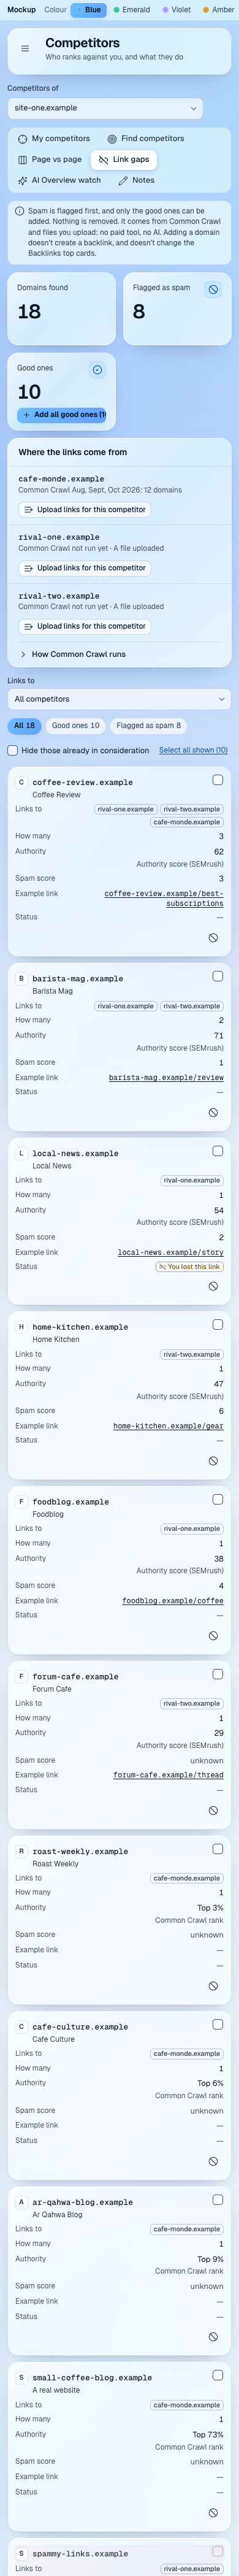 Mockup Colour Blue Emerald Violet Amber
Competitors
Who ranks against you, and what they do
Competitors of
site-one.example
My competitors Find competitors
Page vs page Link gaps
AI Overview watch Notes
Spam is flagged first, and only the good ones can be
added. Nothing is removed. It comes from Common Crawl
and files you upload: no paid tool, no AI. Adding a domain
doesn't create a backlink, and doesn't change the
Backlinks top cards.
Domains found
18
Flagged as spam
8
Good ones
10
Add all good ones
Where the links come from
cafe-monde.example
Common Crawl Aug, Sept, Oct 2026: 12 domains
Upload links for this competitor
rival-one.example
Common Crawl not run yet · A file uploaded
Upload links for this competitor
rival-two.example
Common Crawl not run yet · A file uploaded
Upload links for this competitor
How Common Crawl runs
Links to
All competitors
All 18 Good ones 10 Flagged as spam 8
Hide those already in consideration Select all shown (10)
C coffee-review.example
Coffee Review
Links to rival-one.example rival-two.example
cafe-monde.example
How many 3
Authority 62
Authority score (SEMrush)
Spam score 3
Example link coffee-review.example/best-
subscriptions
Status —
B barista-mag.example
Barista Mag
Links to rival-one.example rival-two.example
How many 2
Authority 71
Authority score (SEMrush)
Spam score 1
Example link barista-mag.example/review
Status —
L local-news.example
Local News
Links to rival-one.example
How many 1
Authority 54
Authority score (SEMrush)
Spam score 2
Example link local-news.example/story
Status You lost this link
H home-kitchen.example
Home Kitchen
Links to rival-two.example
How many 1
Authority 47
Authority score (SEMrush)
Spam score 6
Example link home-kitchen.example/gear
Status —
F foodblog.example
Foodblog
Links to rival-one.example
How many 1
Authority 38
Authority score (SEMrush)
Spam score 4
Example link foodblog.example/coffee
Status —
F forum-cafe.example
Forum Cafe
Links to rival-two.example
How many 1
Authority 29
Authority score (SEMrush)
Spam score unknown
Example link forum-cafe.example/thread
Status —
R roast-weekly.example
Roast Weekly
Links to cafe-monde.example
How many 1
Authority Top 3%
Common Crawl rank
Spam score unknown
Example link —
Status —
C cafe-culture.example
Cafe Culture
Links to cafe-monde.example
How many 1
Authority Top 6%
Common Crawl rank
Spam score unknown
Example link —
Status —
A ar-qahwa-blog.example
Ar Qahwa Blog
Links to cafe-monde.example
How many 1
Authority Top 9%
Common Crawl rank
Spam score unknown
Example link —
Status —
S small-coffee-blog.example
A real website
Links to cafe-monde.example
How many 1
Authority Top 73%
Common Crawl rank
Spam score unknown
Example link —
Status —
S spammy-links.example
Links to rival-one.example